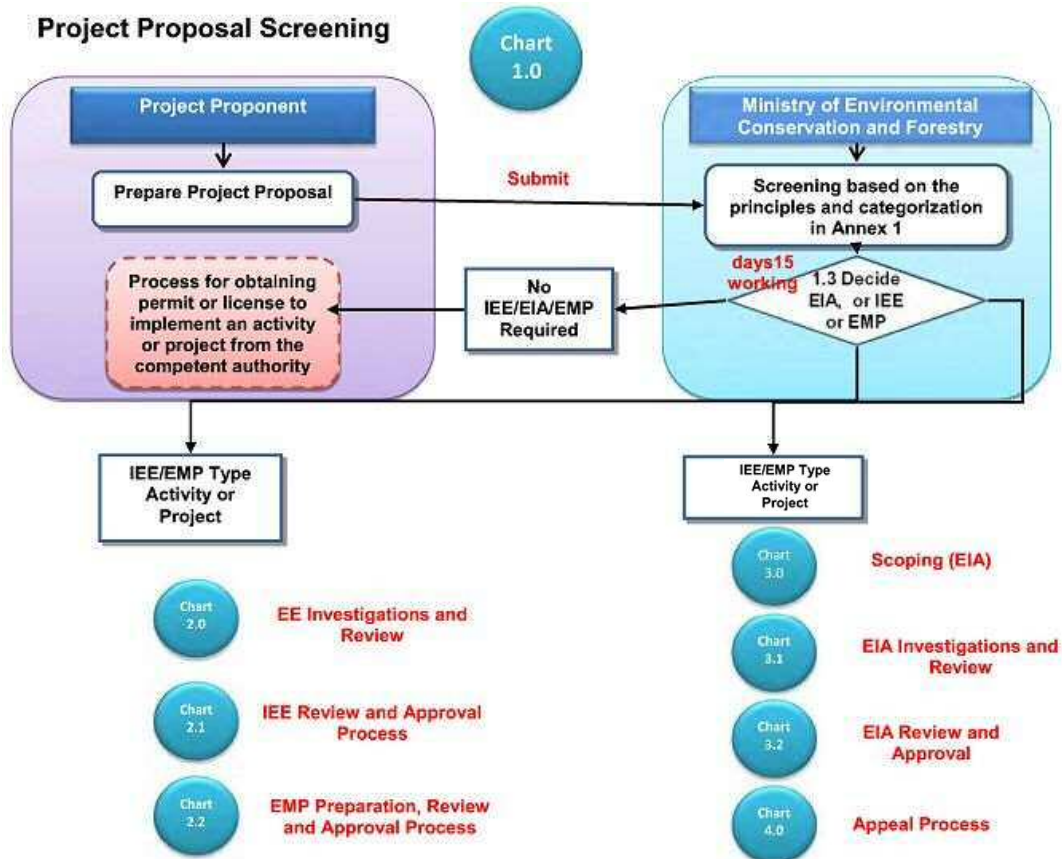 Project Proposal Screening
Chart
1.0
Project Proponent
Ministry of Environmental
Conservation and Forestry
Prepare Project Proposal
Submit
Screening based on the
principles and categorization
in Annex 1
Process for obtaining
permit or license to
implement an activity
or project from the
competent authority
No
IEE/EIA/EMP
Required
days15
working
1.3 Decide
EIA, or IEE
or EMP
IEE/EMP Type
Activity or
Project
IEE/EMP Type
Activity or
Project
Chart
2.0
EE Investigations and
Review
Chart
2.1
IEE Review and Approval
Process
Chart
2.2
EMP Preparation, Review
and Approval Process
Chart
3.0
Scoping (EIA)
Chart
3.1
EIA Investigations and
Review
Chart
3.2
EIA Review and
Approval
Chart
4.0
Appeal Process